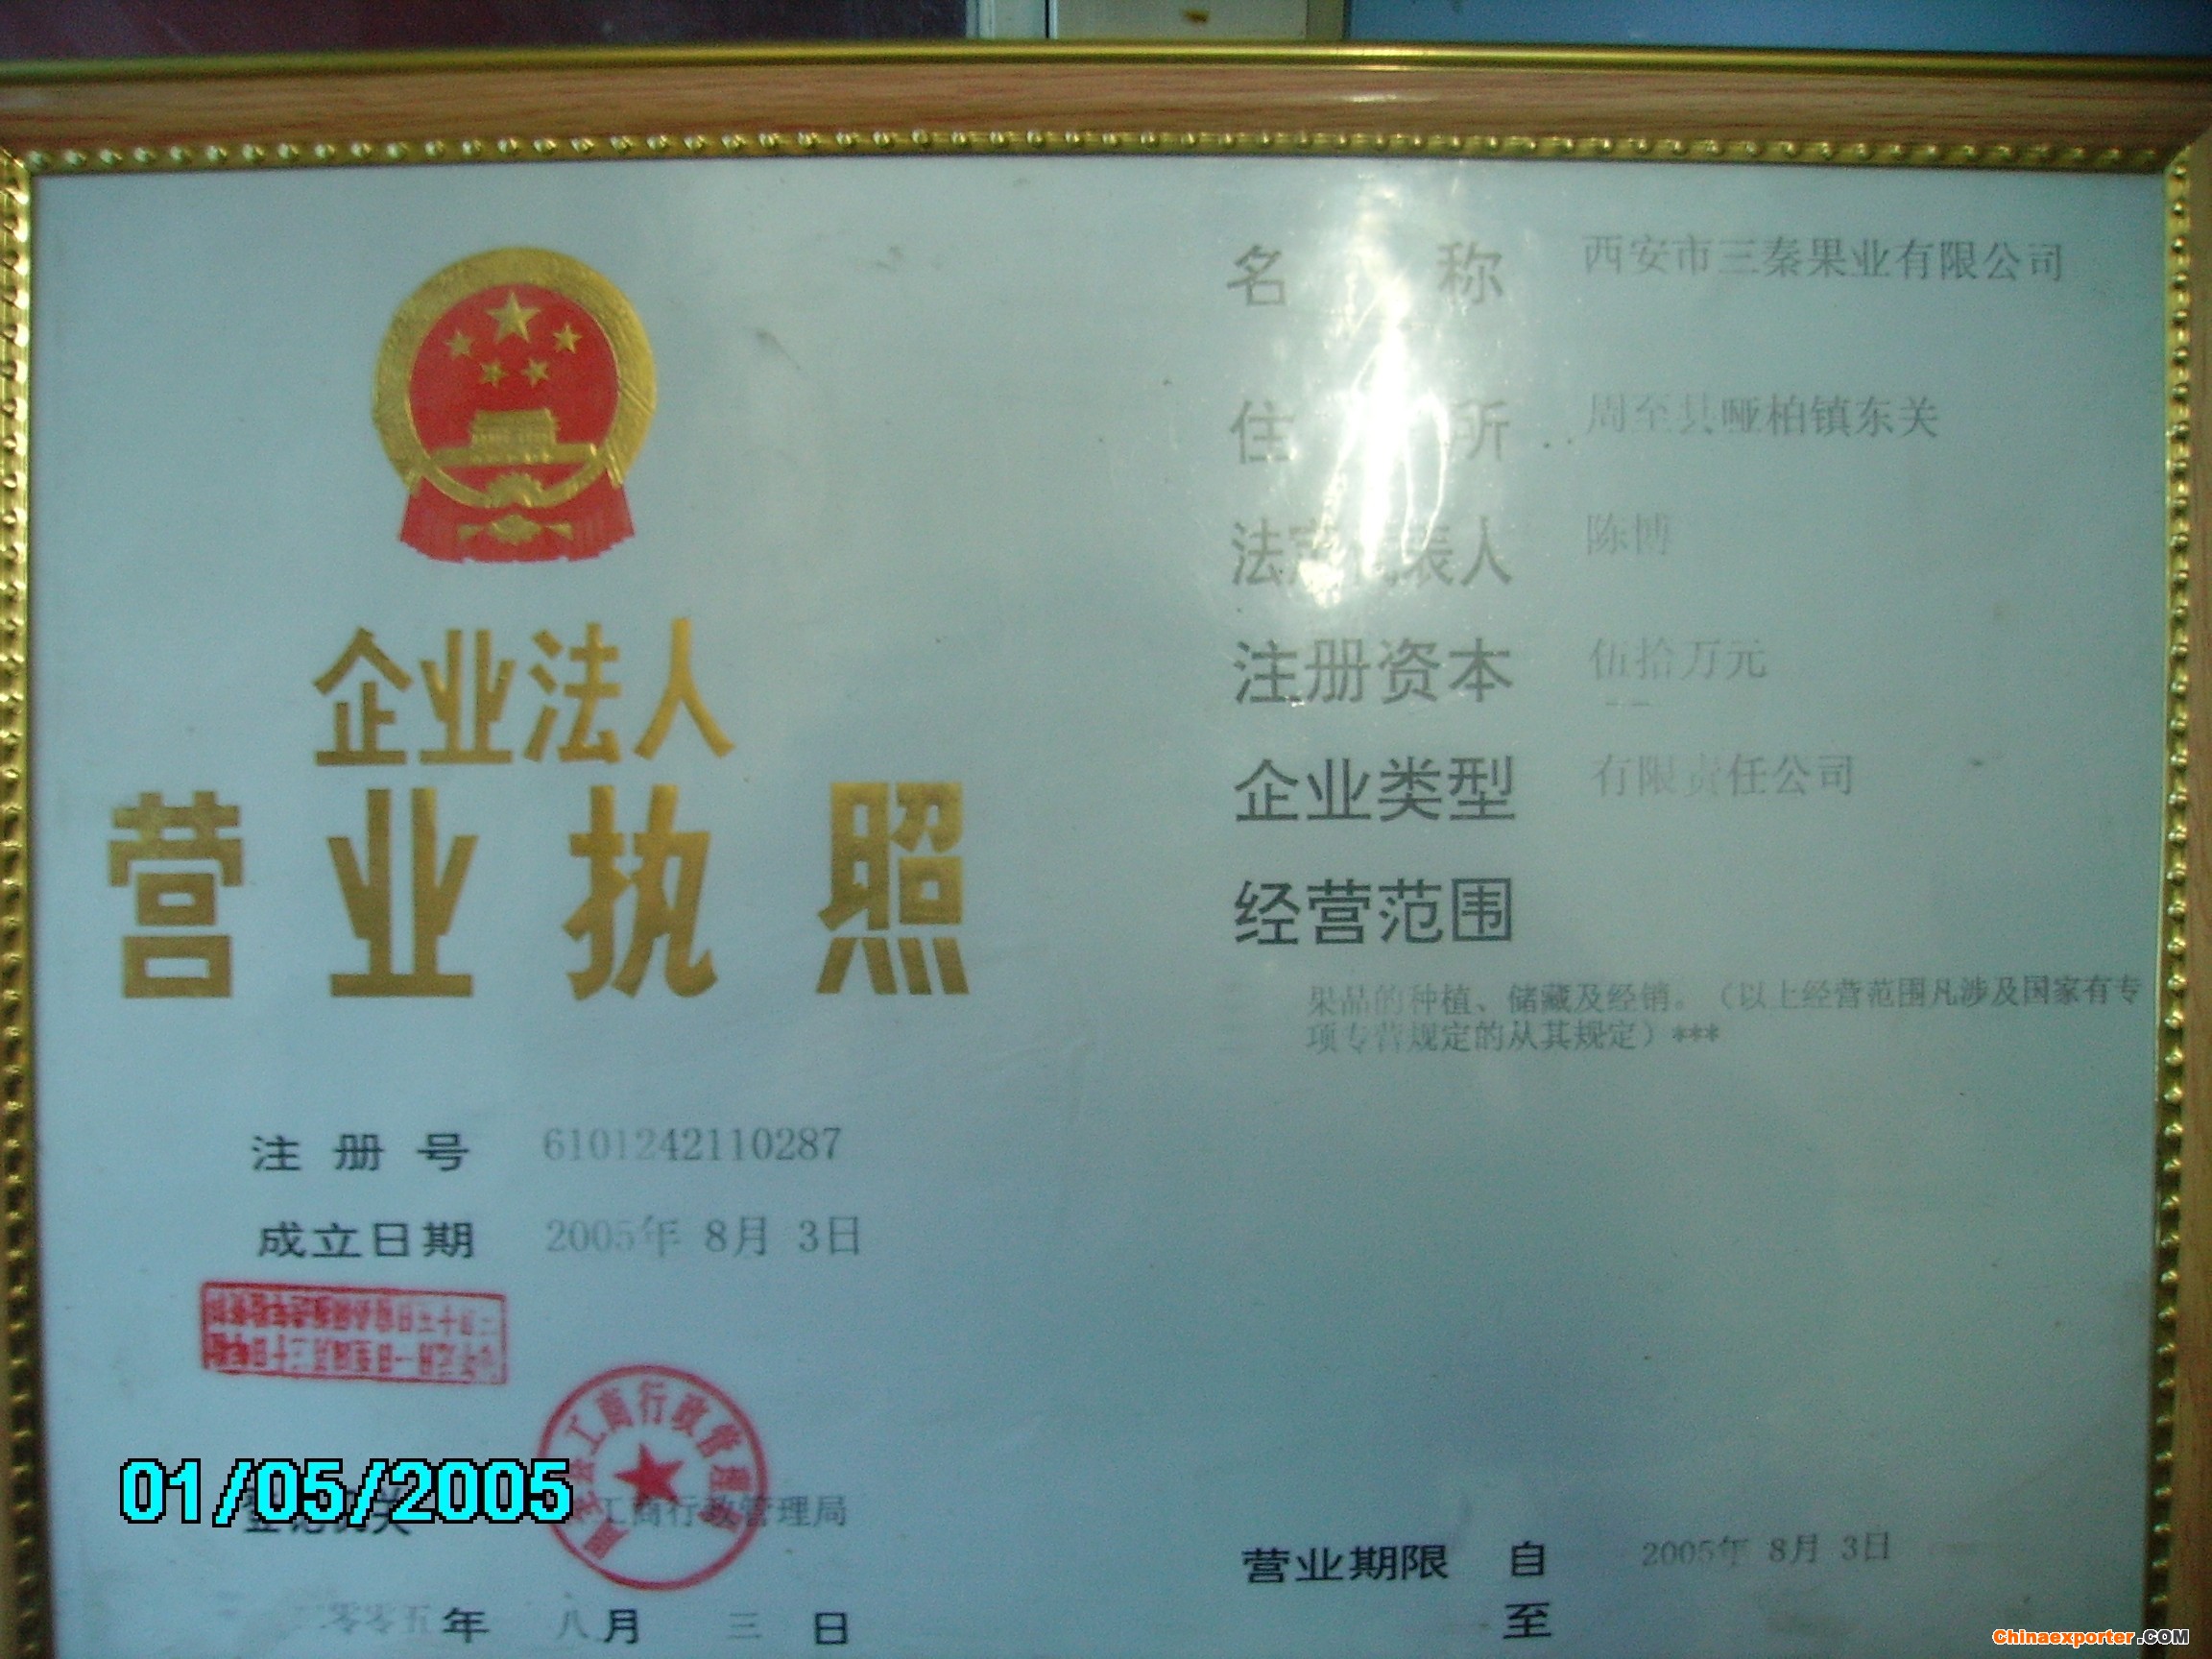 企业法人
营业执照
注册号 6101242110287
成立日期 2005年 8月 3日
01/05/2005
工商行政管理局
二零零五年 八月 三日
名称 西安市三秦果业有限公司
住所 周至县哑柏镇东关
法定代表人 陈博
注册资本 伍拾万元
企业类型 有限责任公司
经营范围
果品的种植、储藏及经销。（以上经营范围凡涉及国家有专
项专营规定的从其规定）***
营业期限 自 2005年 8月 3日
至
Chinaexporter.COM